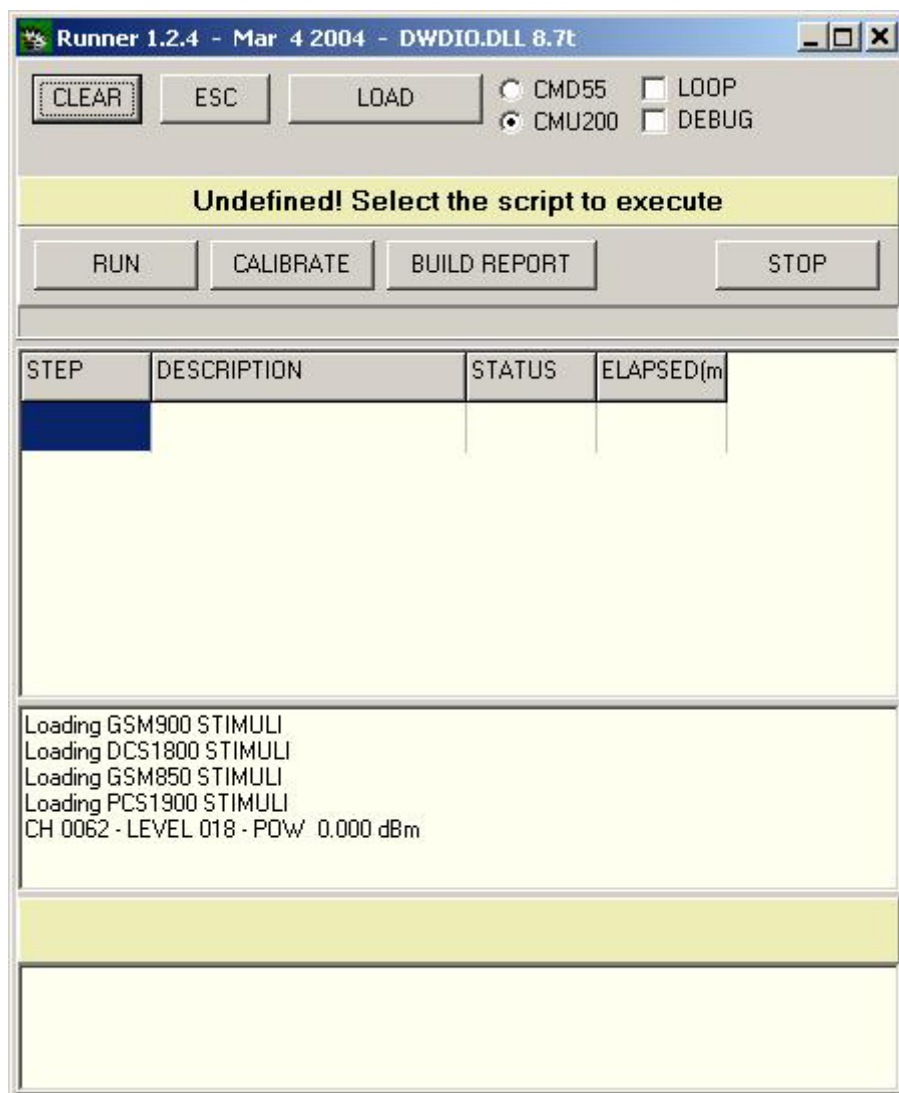 Runner 1.2.4 - Mar 4 2004 - DWDIO.DLL 8.7t
CLEAR ESC LOAD CMD55 LOOP
CMU200 DEBUG
Undefined! Select the script to execute
RUN CALIBRATE BUILD REPORT STOP
STEP DESCRIPTION STATUS ELAPSED(m
Loading GSM900 STIMULI
Loading DCS1800 STIMULI
Loading GSM850 STIMULI
Loading PCS1900 STIMULI
CH 0062 - LEVEL 018 - POW 0.000 dBm